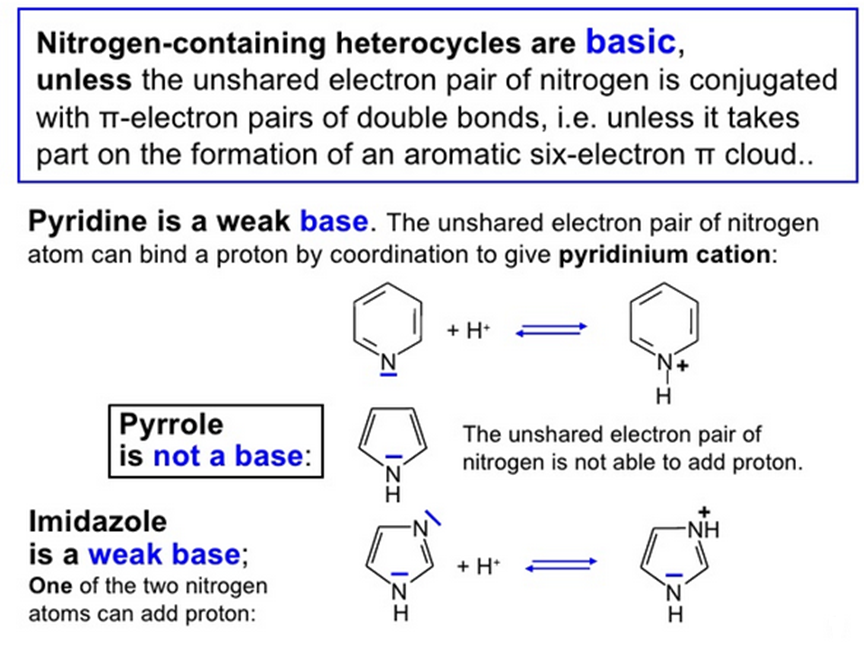 Nitrogen-containing heterocycles are basic,
unless the unshared electron pair of nitrogen is conjugated
with π-electron pairs of double bonds, i.e. unless it takes
part on the formation of an aromatic six-electron π cloud..
Pyridine is a weak base. The unshared electron pair of nitrogen
atom can bind a proton by coordination to give pyridinium cation:
N
+ H+
N+
H
Pyrrole
is not a base:
N
H
The unshared electron pair of
nitrogen is not able to add proton.
Imidazole
is a weak base;
One of the two nitrogen
atoms can add proton:
N
N
H
+ H+
+
NH
N
H